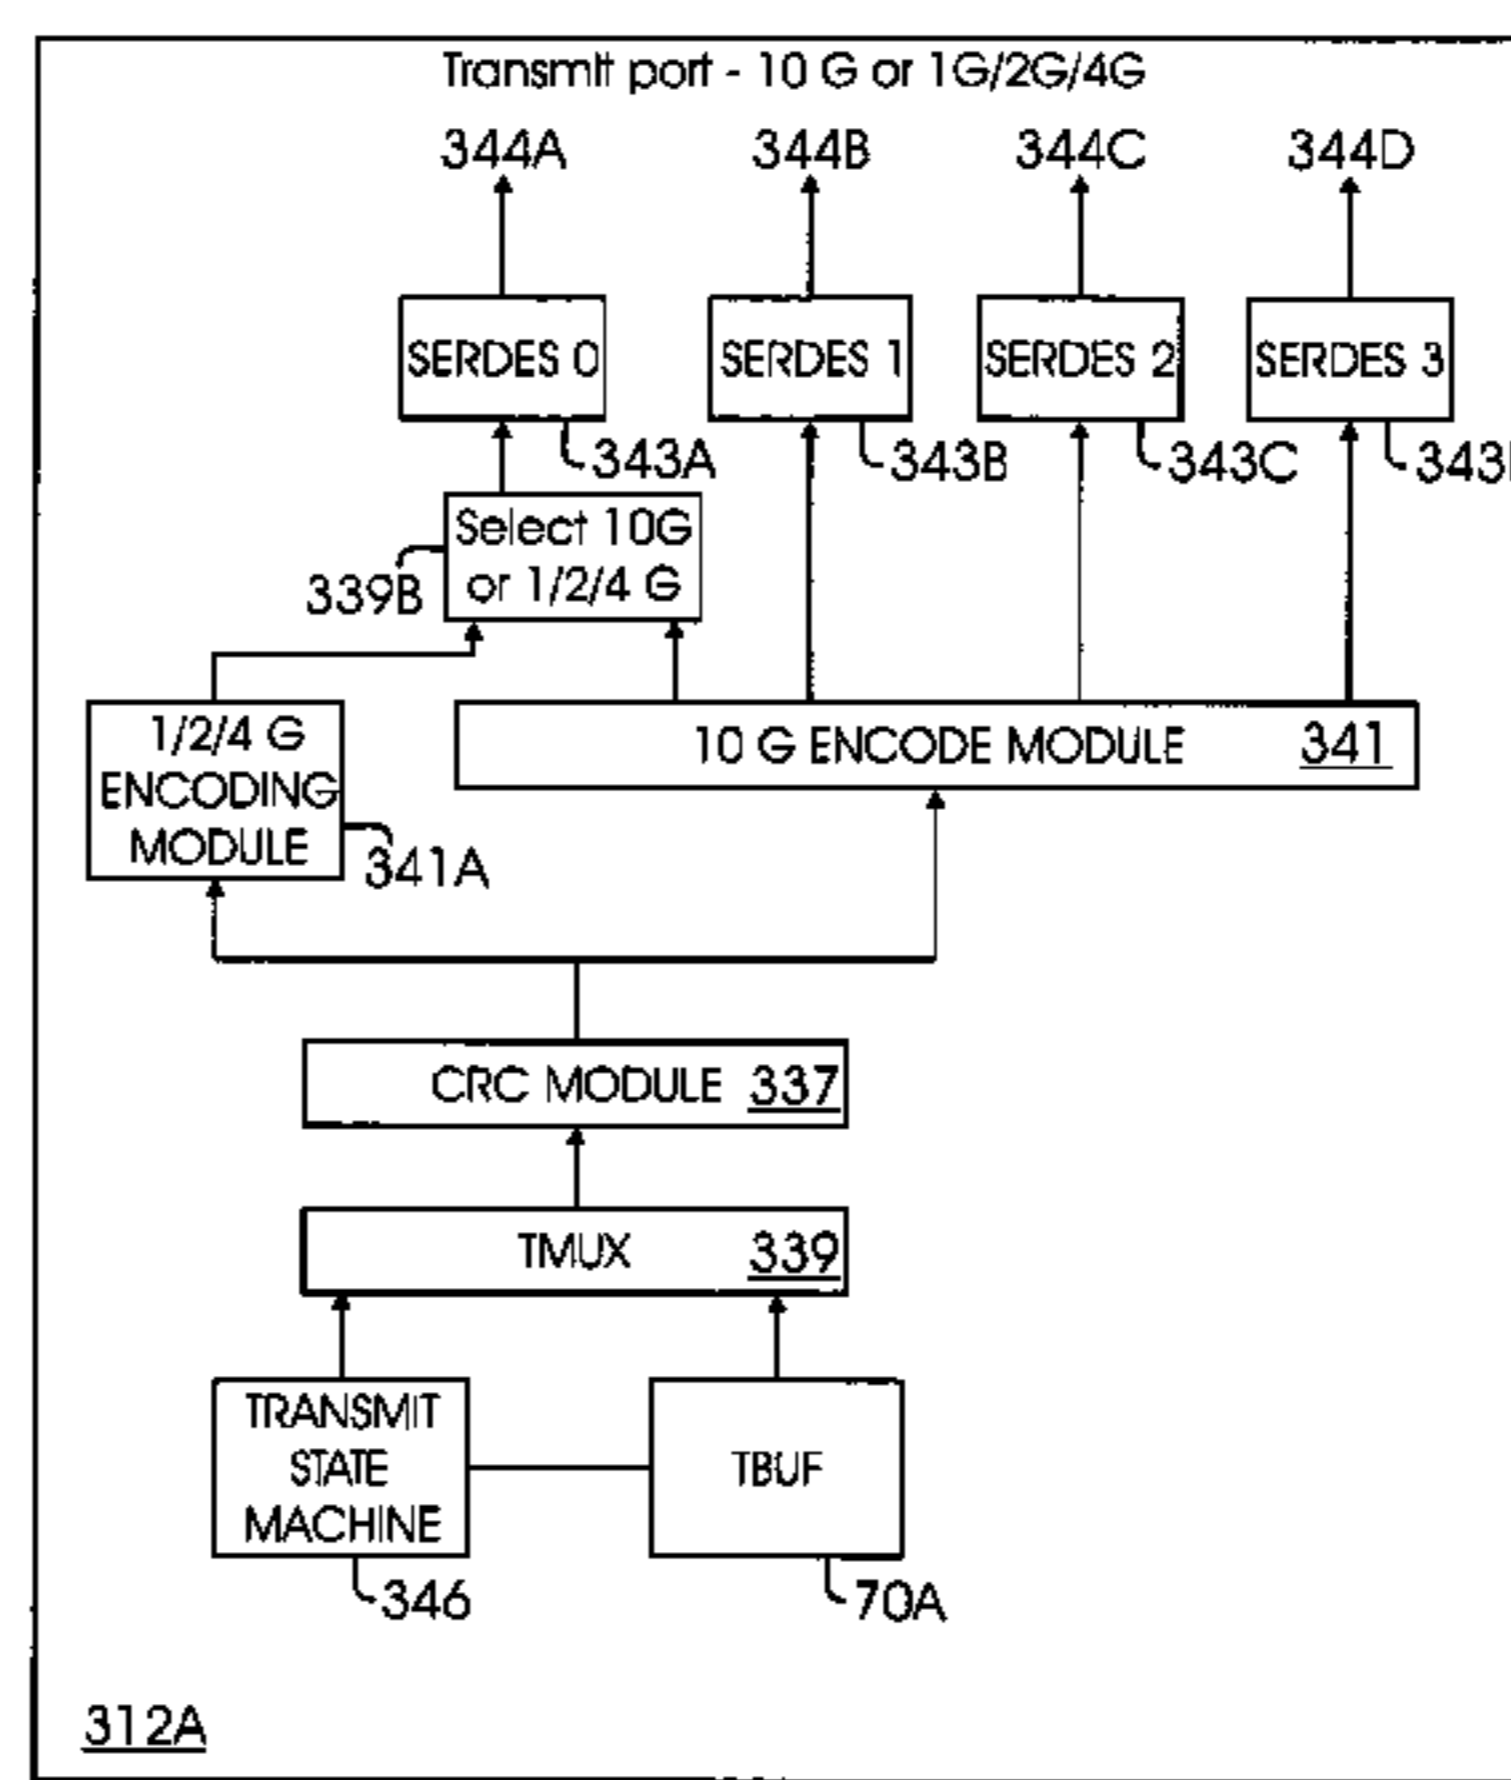 Transmit port - 10 G or 1G/2G/4G
344A 344B 344C 344D
SERDES 0 SERDES 1 SERDES 2 SERDES 3
343A 343B 343C 343
Select 10G
or 1/2/4 G
339B
1/2/4 G
ENCODING
MODULE
341A
10 G ENCODE MODULE 341
CRC MODULE 337
TMUX 339
TRANSMIT
STATE
MACHINE
346
TBUF
70A
312A